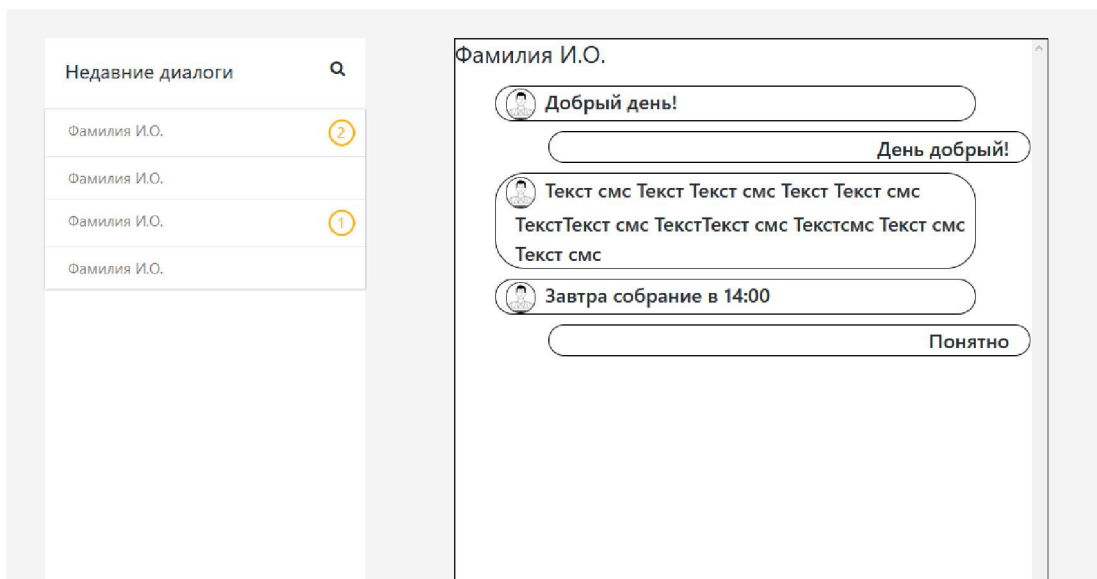 Недавние диалоги
Фамилия И.О.
2
Фамилия И.О.
Фамилия И.О.
1
Фамилия И.О.
Фамилия И.О.
Добрый день!
День добрый!
Текст смс Текст Текст смс Текст Текст смс
ТекстТекст смс ТекстТекст смс Текстсмс Текст смс
Текст смс
Завтра собрание в 14:00
Понятно